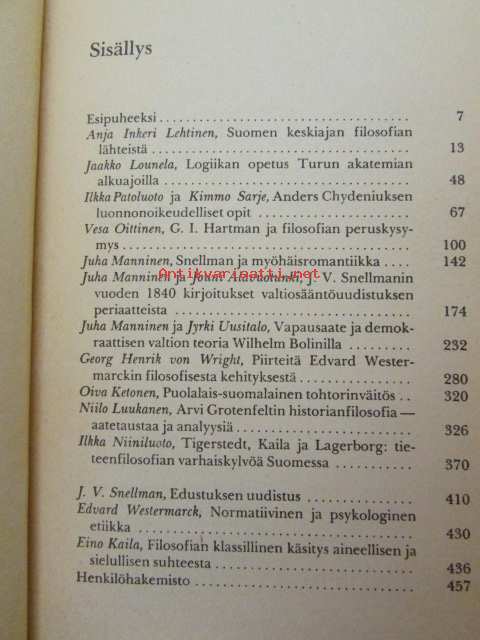 Sisällys
Esipuheeksi ........................................ 7
Anja Inkeri Lehtinen, Suomen keskiajan filosofian
lähteistä ........................................ 13
Jaakko Lounela, Logiikan opetus Turun akatemian
alkuajoilla ........................................ 48
Ilkka Patoluoto ja Kimmo Sarje, Anders Chydeniuksen
luonnonoikeudelliset opit ........................ 67
Vesa Oittinen, G. I. Hartman ja filosofian peruskysy-
mys ........................................ 100
Juha Manninen, Snellman ja myöhäisromantiikka .... 142
Juha Manninen ja Jouni Alavuotunki, J. V. Snellmanin
vuoden 1840 kirjoitukset valtiosääntöuudistuksen
periaatteista ........................................ 174
Juha Manninen ja Jyrki Uusitalo, Vapausaate ja demok-
raattisen valtion teoria Wilhelm Bolinilla .......... 232
Georg Henrik von Wright, Piirteitä Edvard Wester-
marckin filosofisesta kehityksestä ................ 280
Oiva Ketonen, Puolalais-suomalainen tohtorinväitös .. 320
Niilo Luukanen, Arvi Grotenfeltin historianfilosofia —
aatetaustaa ja analyysiä ........................ 326
Ilkka Niiniluoto, Tigerstedt, Kaila ja Lagerborg: tie-
teenfilosofian varhaiskylvöä Suomessa ............ 370
J. V. Snellman, Edustuksen uudistus ................ 410
Edvard Westermarck, Normatiivinen ja psykologinen
etiikka ........................................ 430
Eino Kaila, Filosofian klassillinen käsitys aineellisen ja
sielullisen suhteesta ................................ 436
Henkilöhakemisto ................................ 457
Antikvariaatti.net